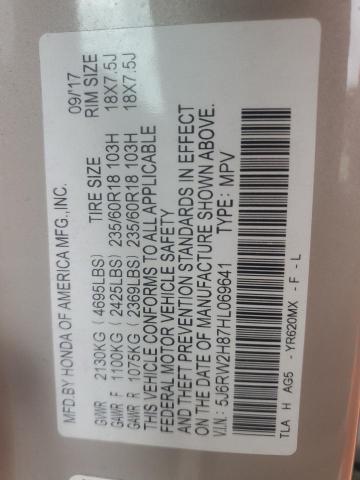 MFD.BY HONDA OF AMERICA MFG.,INC. 09/'17
TIRE SIZE RIM SIZE
GVWR 2130KG (4695LBS)
GAWR F 1100KG (2425LBS) 235/60R18 103H 18X7.5J
GAWR R 1075KG (2369LBS) 235/60R18 103H 18X7.5J
THIS VEHICLE CONFORMS TO ALL APPLICABLE
FEDERAL MOTOR VEHICLE SAFETY
AND THEFT PREVENTION STANDARDS IN EFFECT
ON THE DATE OF MANUFACTURE SHOWN ABOVE.
V.I.N.: 5J6RW2H87HL069641 TYPE: MPV
TLA H AG5 - YR620MX - F - L